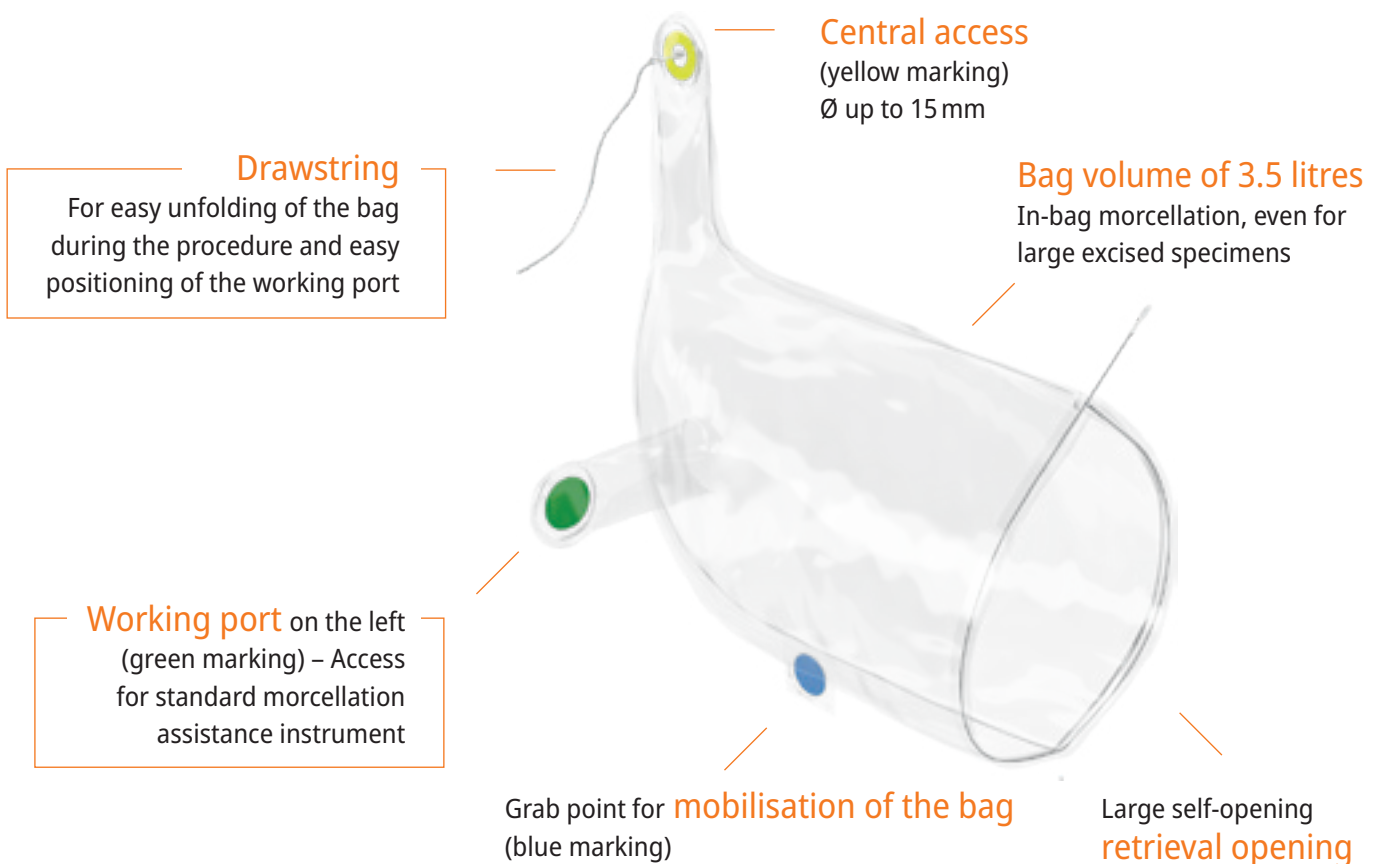 Central access
(yellow marking)
Ø up to 15 mm
Drawstring
For easy unfolding of the bag
during the procedure and easy
positioning of the working port
Bag volume of 3.5 litres
In-bag morcellation, even for
large excised specimens
Working port on the left
(green marking) – Access
for standard morcellation
assistance instrument
Grab point for mobilisation of the bag
(blue marking)
Large self-opening
retrieval opening